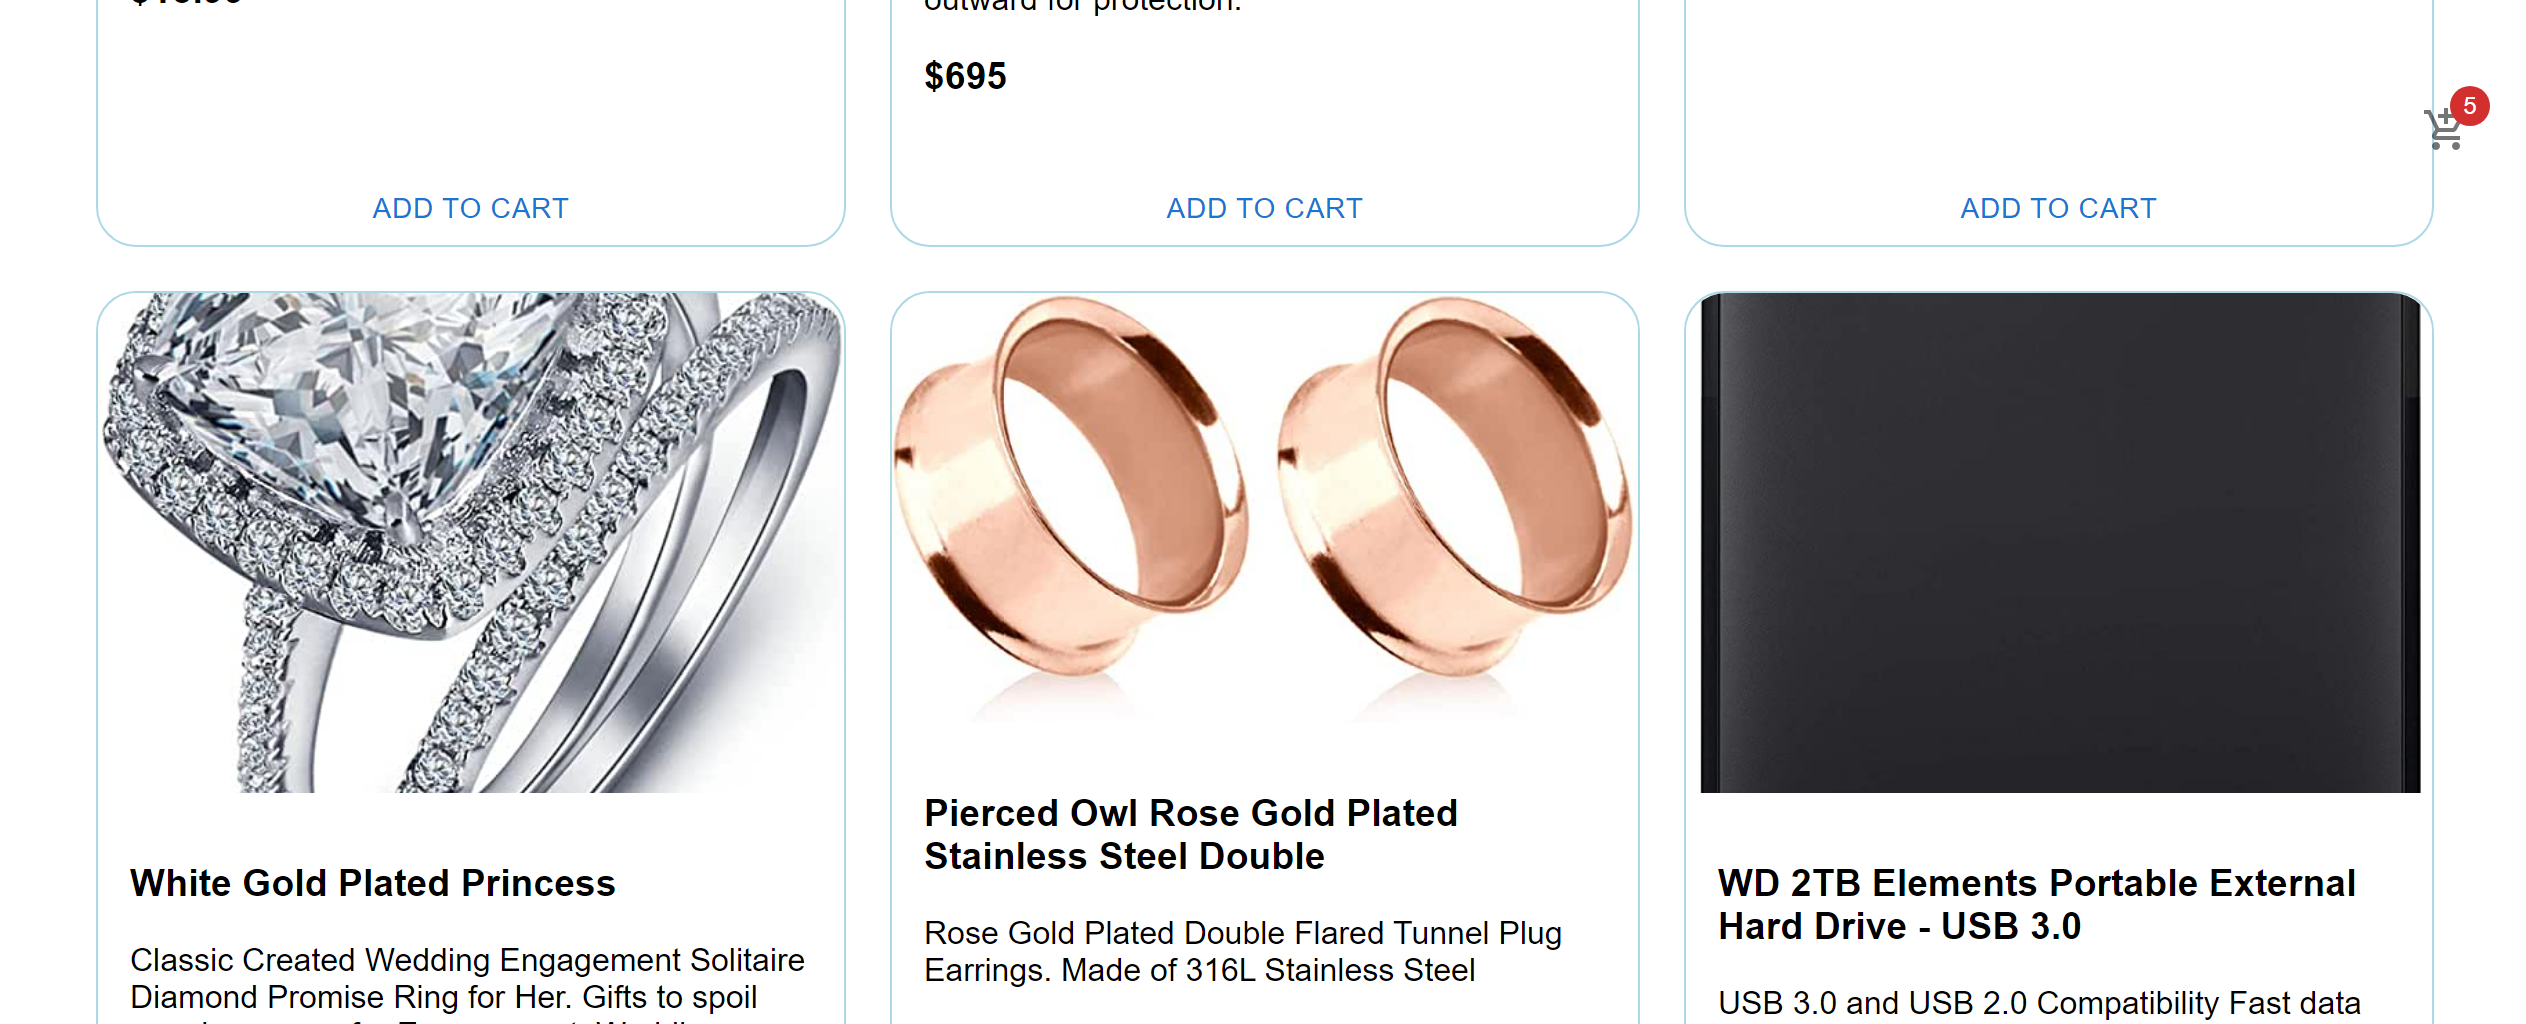 outward for protection.
$695
5
ADD TO CART
ADD TO CART
ADD TO CART
White Gold Plated Princess
Classic Created Wedding Engagement Solitaire
Diamond Promise Ring for Her. Gifts to spoil
Pierced Owl Rose Gold Plated
Stainless Steel Double
Rose Gold Plated Double Flared Tunnel Plug
Earrings. Made of 316L Stainless Steel
WD 2TB Elements Portable External
Hard Drive - USB 3.0
USB 3.0 and USB 2.0 Compatibility Fast data